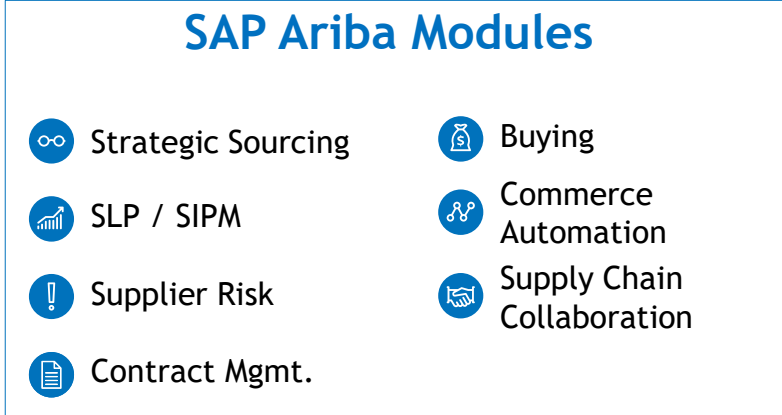 SAP Ariba Modules
Strategic Sourcing
SLP / SIPM
Supplier Risk
Contract Mgmt.
Buying
Commerce
Automation
Supply Chain
Collaboration